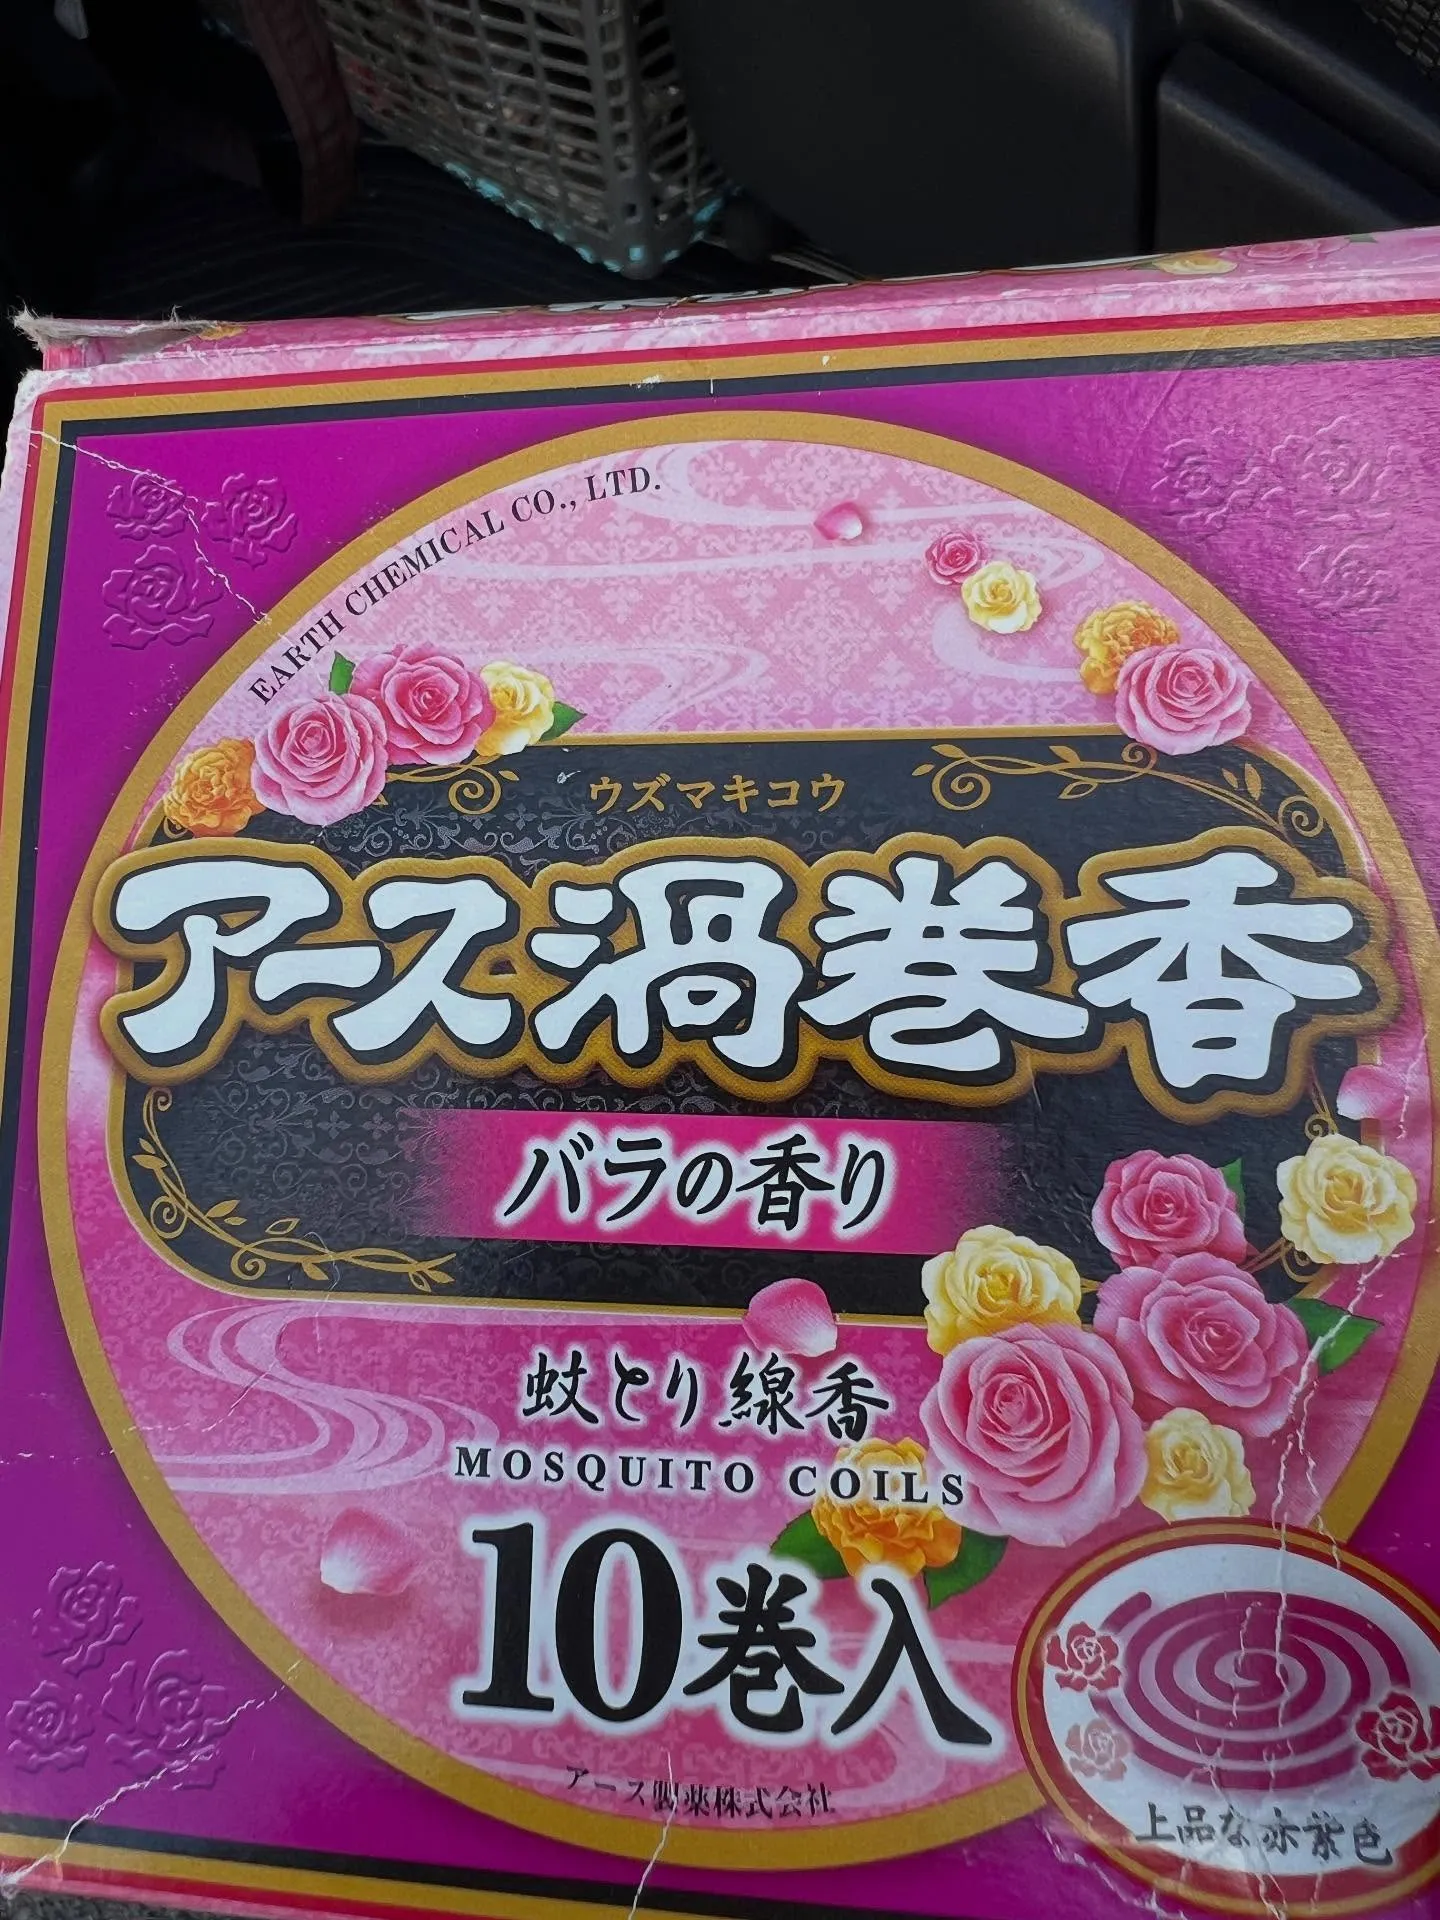 EARTH CHEMICAL CO., LTD.
ウズマキコウ
アース渦巻香
バラの香り
蚊とり線香
MOSQUITO COILS
10巻入
アース製薬株式会社
上品な赤紫色